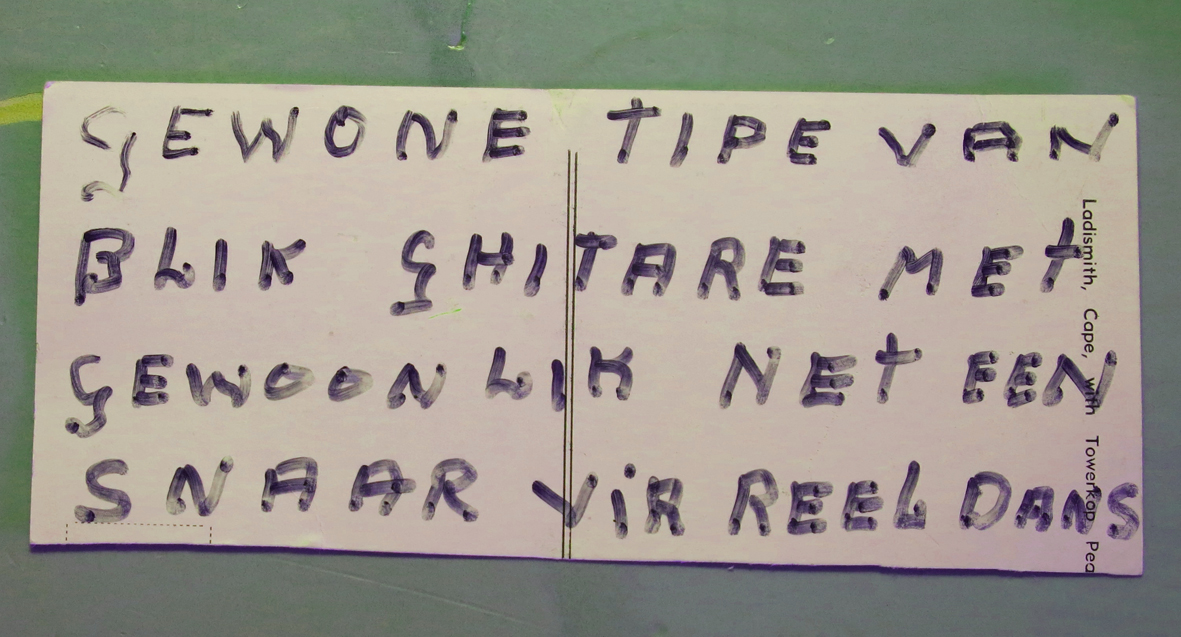 GEWONE TIPE VAN
BLIK GHITARE MET
GEWOONLIK NET EEN
SNAAR ViR REEL DANS
Ladismith, Cape, with Towerkop Pea